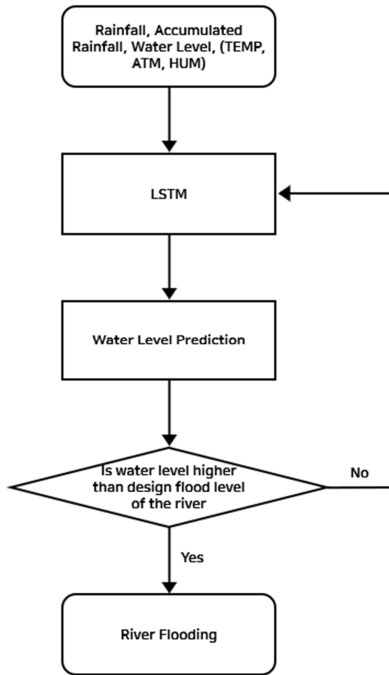 Rainfall, Accumulated
Rainfall, Water Level, (TEMP,
ATM, HUM)
LSTM
Water Level Prediction
Is water level higher
than design flood level
of the river
No
Yes
River Flooding